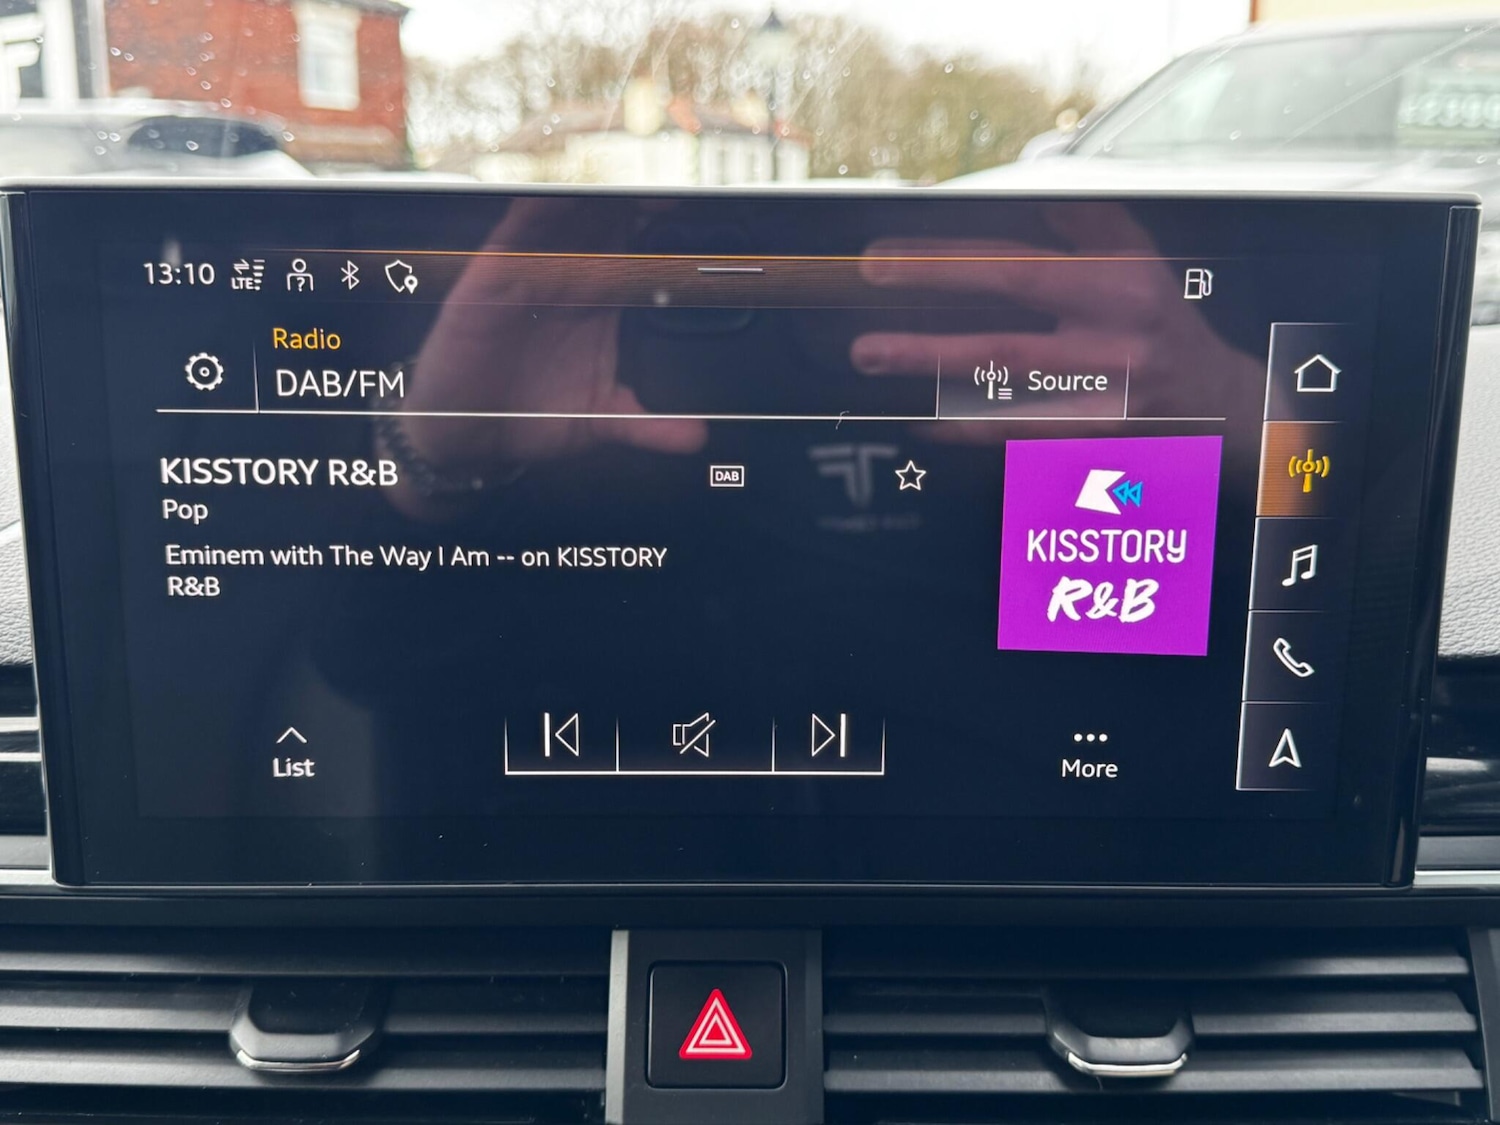 13:10
LTE
Radio
DAB/FM
Source
KISSTORY R&B
DAB
Pop
Eminem with The Way I Am -- on KISSTORY
R&B
KISSTORY
R&B
List
More